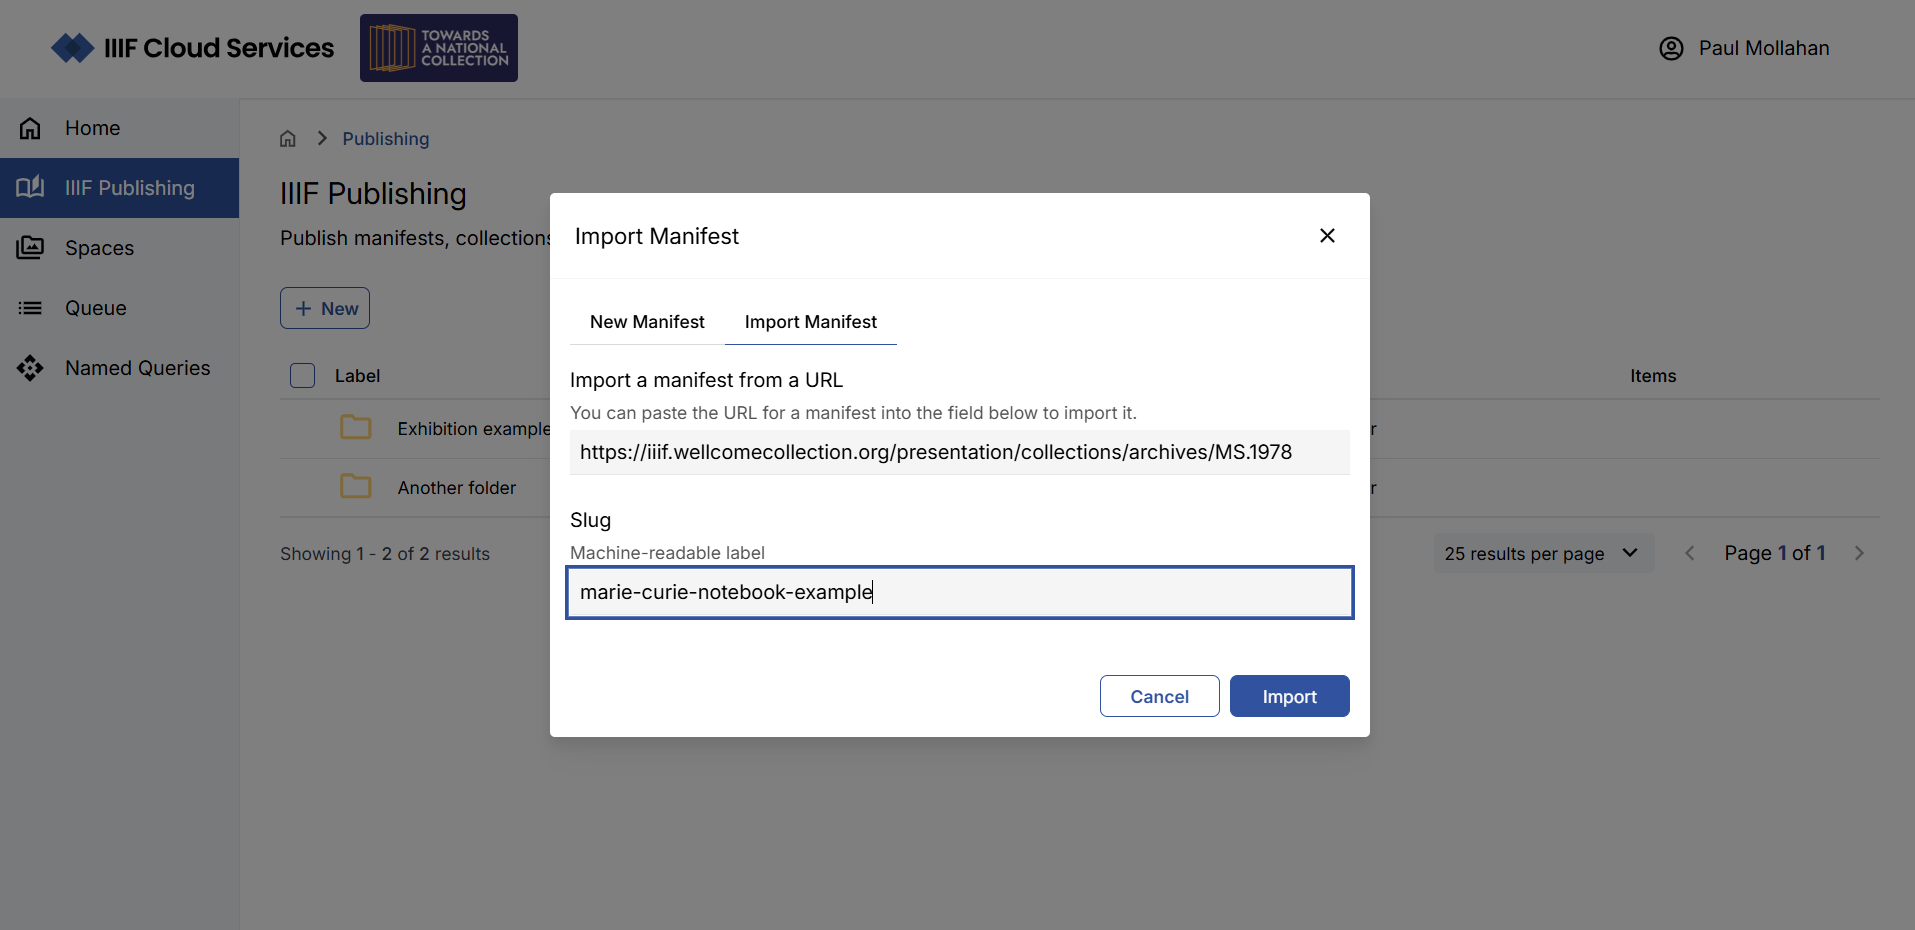 IIIF Cloud Services
TOWARDS
A NATIONAL
COLLECTION
Paul Mollahan
Home
IIIF Publishing
Spaces
Queue
Named Queries
Publishing
IIIF Publishing
Publish manifests, collections
New
Label
Items
Exhibition example
r
Another folder
r
Showing 1 - 2 of 2 results
25 results per page
Page 1 of 1
Import Manifest
New Manifest
Import Manifest
Import a manifest from a URL
You can paste the URL for a manifest into the field below to import it.
https://iiif.wellcomecollection.org/presentation/collections/archives/MS.1978
Slug
Machine-readable label
marie-curie-notebook-example
Cancel
Import